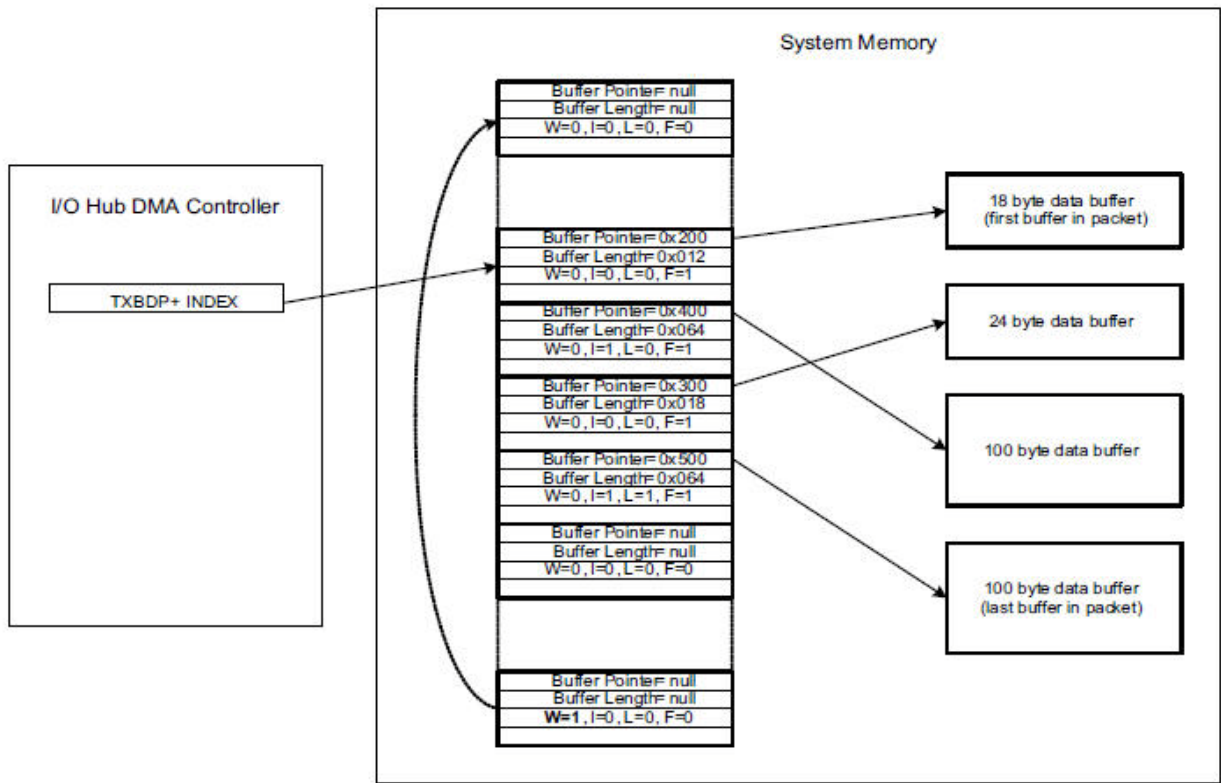 System Memory
I/O Hub DMA Controller
TXBDP+ INDEX
Buffer Pointer= null
Buffer Length= null
W=0, I=0, L=0, F=0
Buffer Pointer= 0x200
Buffer Length= 0x012
W=0, I=0, L=0, F=1
Buffer Pointer= 0x400
Buffer Length= 0x064
W=0, I=1, L=0, F=1
Buffer Pointer= 0x300
Buffer Length= 0x018
W=0, I=0, L=0, F=1
Buffer Pointer= 0x500
Buffer Length= 0x064
W=0, I=1, L=1, F=1
Buffer Pointer= null
Buffer Length= null
W=0, I=0, L=0, F=0
Buffer Pointer= null
Buffer Length= null
W=1, I=0, L=0, F=0
18 byte data buffer
(first buffer in packet)
24 byte data buffer
100 byte data buffer
100 byte data buffer
(last buffer in packet)